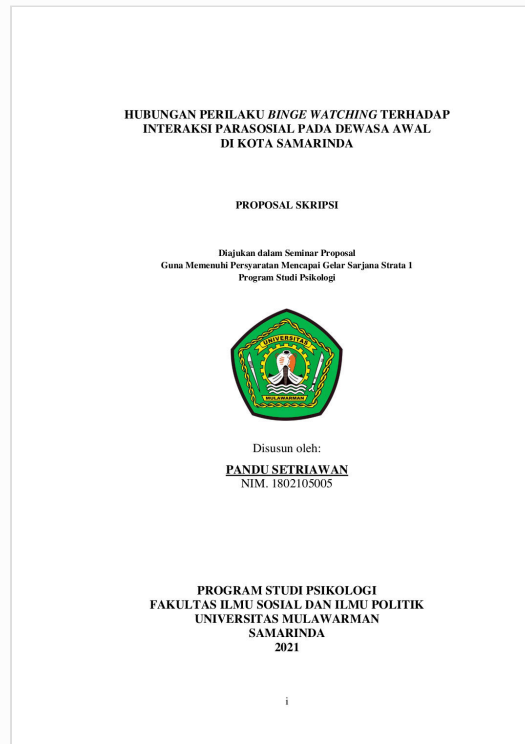 HUBUNGAN PERILAKU BINGE WATCHING TERHADAP
INTERAKSI PARASOSIAL PADA DEWASA AWAL
DI KOTA SAMARINDA
PROPOSAL SKRIPSI
Diajukan dalam Seminar Proposal
Guna Memenuhi Persyaratan Mencapai Gelar Sarjana Strata 1
Program Studi Psikologi
UNIVERSITAS
MULAWARMAN
Disusun oleh:
PANDU SETRIAWAN
NIM. 1802105005
PROGRAM STUDI PSIKOLOGI
FAKULTAS ILMU SOSIAL DAN ILMU POLITIK
UNIVERSITAS MULAWARMAN
SAMARINDA
2021
i